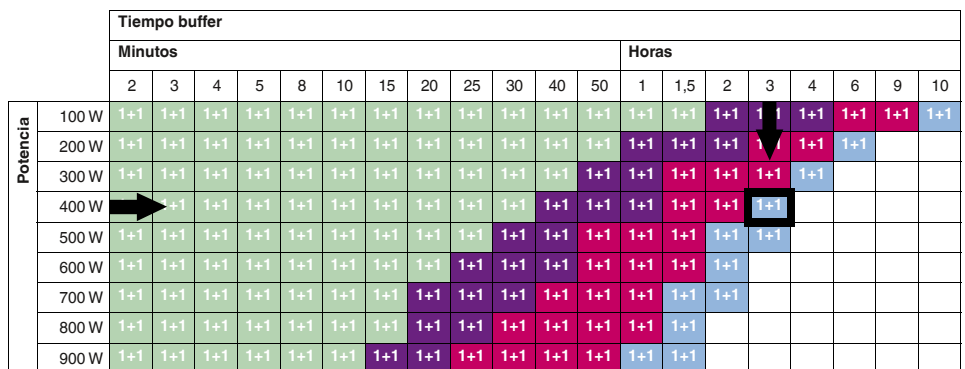 Tiempo buffer
Minutos Horas
2 3 4 5 8 10 15 20 25 30 40 50 1 1,5 2 3 4 6 9 10
Potencia
100 W 1+1 1+1 1+1 1+1 1+1 1+1 1+1 1+1 1+1 1+1 1+1 1+1 1+1 1+1 1+1 1+1 1+1 1+1 1+1
200 W 1+1 1+1 1+1 1+1 1+1 1+1 1+1 1+1 1+1 1+1 1+1 1+1 1+1 1+1 1+1 1+1 1+1
300 W 1+1 1+1 1+1 1+1 1+1 1+1 1+1 1+1 1+1 1+1 1+1 1+1 1+1 1+1 1+1 1+1 1+1
400 W +1 1+1 1+1 1+1 1+1 1+1 1+1 1+1 1+1 1+1 1+1 1+1 1+1 1+1 1+1
500 W 1+1 1+1 1+1 1+1 1+1 1+1 1+1 1+1 1+1 1+1 1+1 1+1 1+1 1+1 1+1 1+1
600 W 1+1 1+1 1+1 1+1 1+1 1+1 1+1 1+1 1+1 1+1 1+1 1+1 1+1 1+1 1+1
700 W 1+1 1+1 1+1 1+1 1+1 1+1 1+1 1+1 1+1 1+1 1+1 1+1 1+1 1+1 1+1
800 W 1+1 1+1 1+1 1+1 1+1 1+1 1+1 1+1 1+1 1+1 1+1 1+1 1+1 1+1
900 W 1+1 1+1 1+1 1+1 1+1 1+1 1+1 1+1 1+1 1+1 1+1 1+1 1+1 1+1